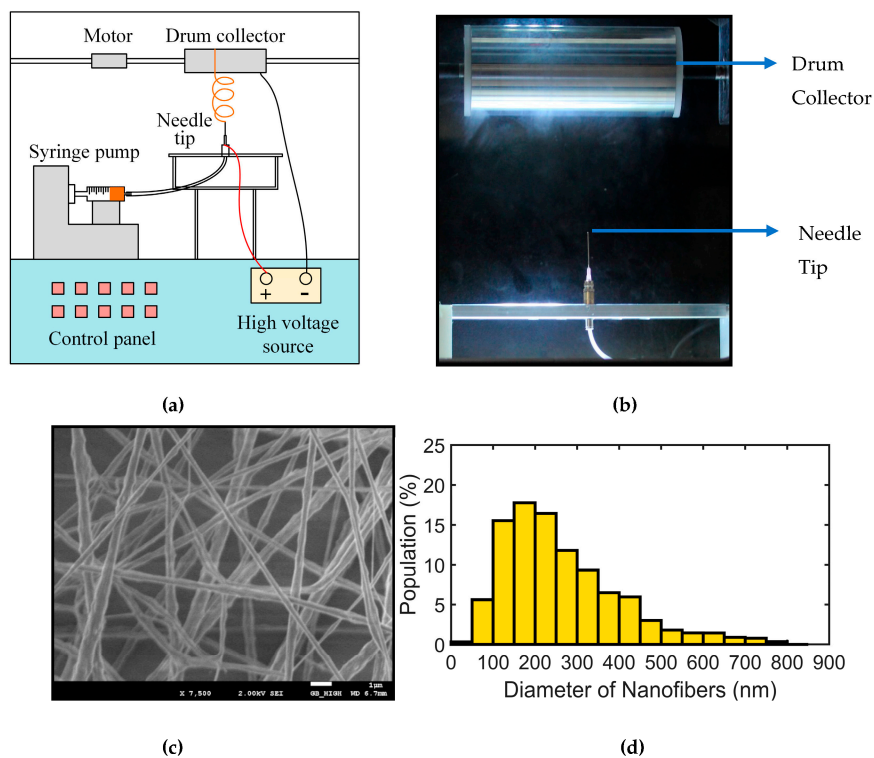 Motor
Drum collector
Needle
tip
Syringe pump
+
-
High voltage
source
Control panel
(a)
Drum
Collector
Needle
Tip
(b)
X 7,500
2.00kV SEI
GB_HIGH
WD 6.7mm
1μm
(c)
25
20
15
10
5
0
Population (%)
0
100
200
300
400
500
600
700
800
900
Diameter of Nanofibers (nm)
(d)